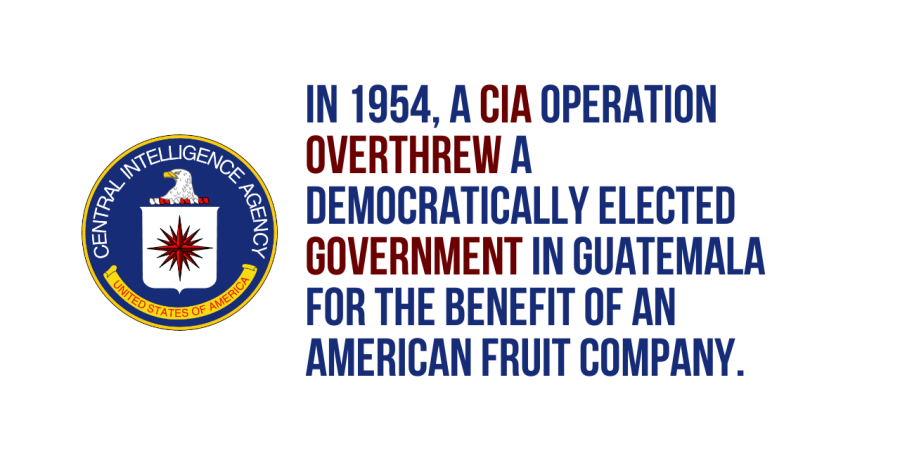 CENTRAL INTELLIGENCE AGENCY
UNITED STATES OF AMERICA
IN 1954, A CIA OPERATION
OVERTHREW A
DEMOCRATICALLY ELECTED
GOVERNMENT IN GUATEMALA
FOR THE BENEFIT OF AN
AMERICAN FRUIT COMPANY.